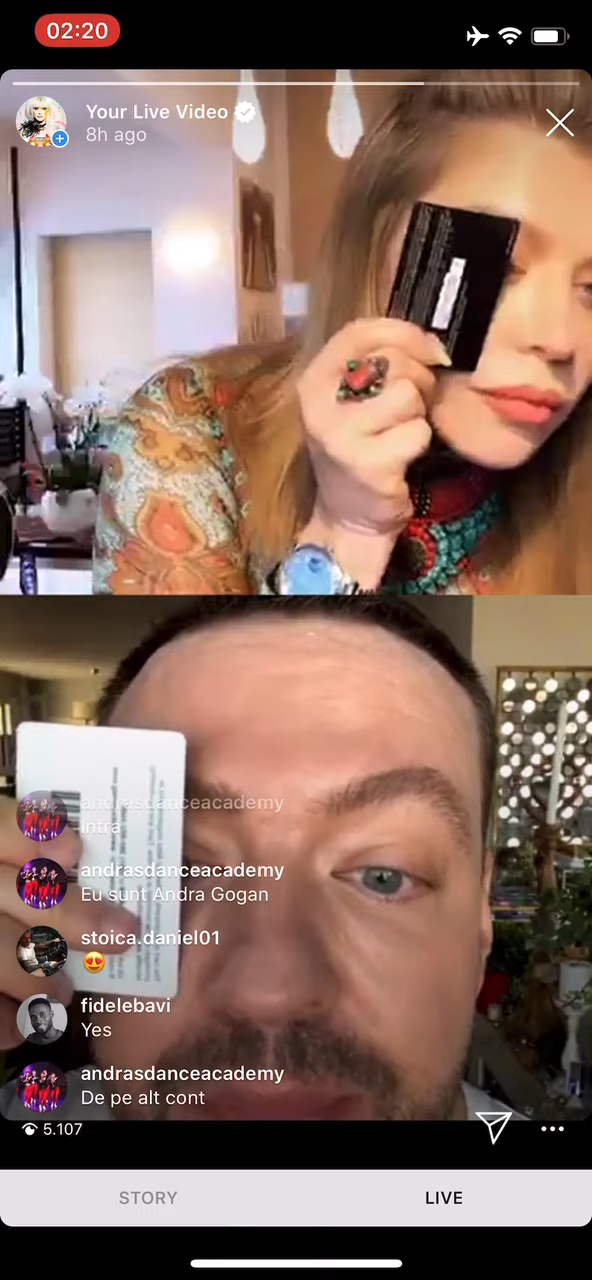 02:20
Your Live Video
8h ago
andrasdanceacademy
Intra
andrasdanceacademy
Eu sunt Andra Gogan
stoica.daniel01
😍
fidelebavi
Yes
andrasdanceacademy
De pe alt cont
5.107
STORY
LIVE